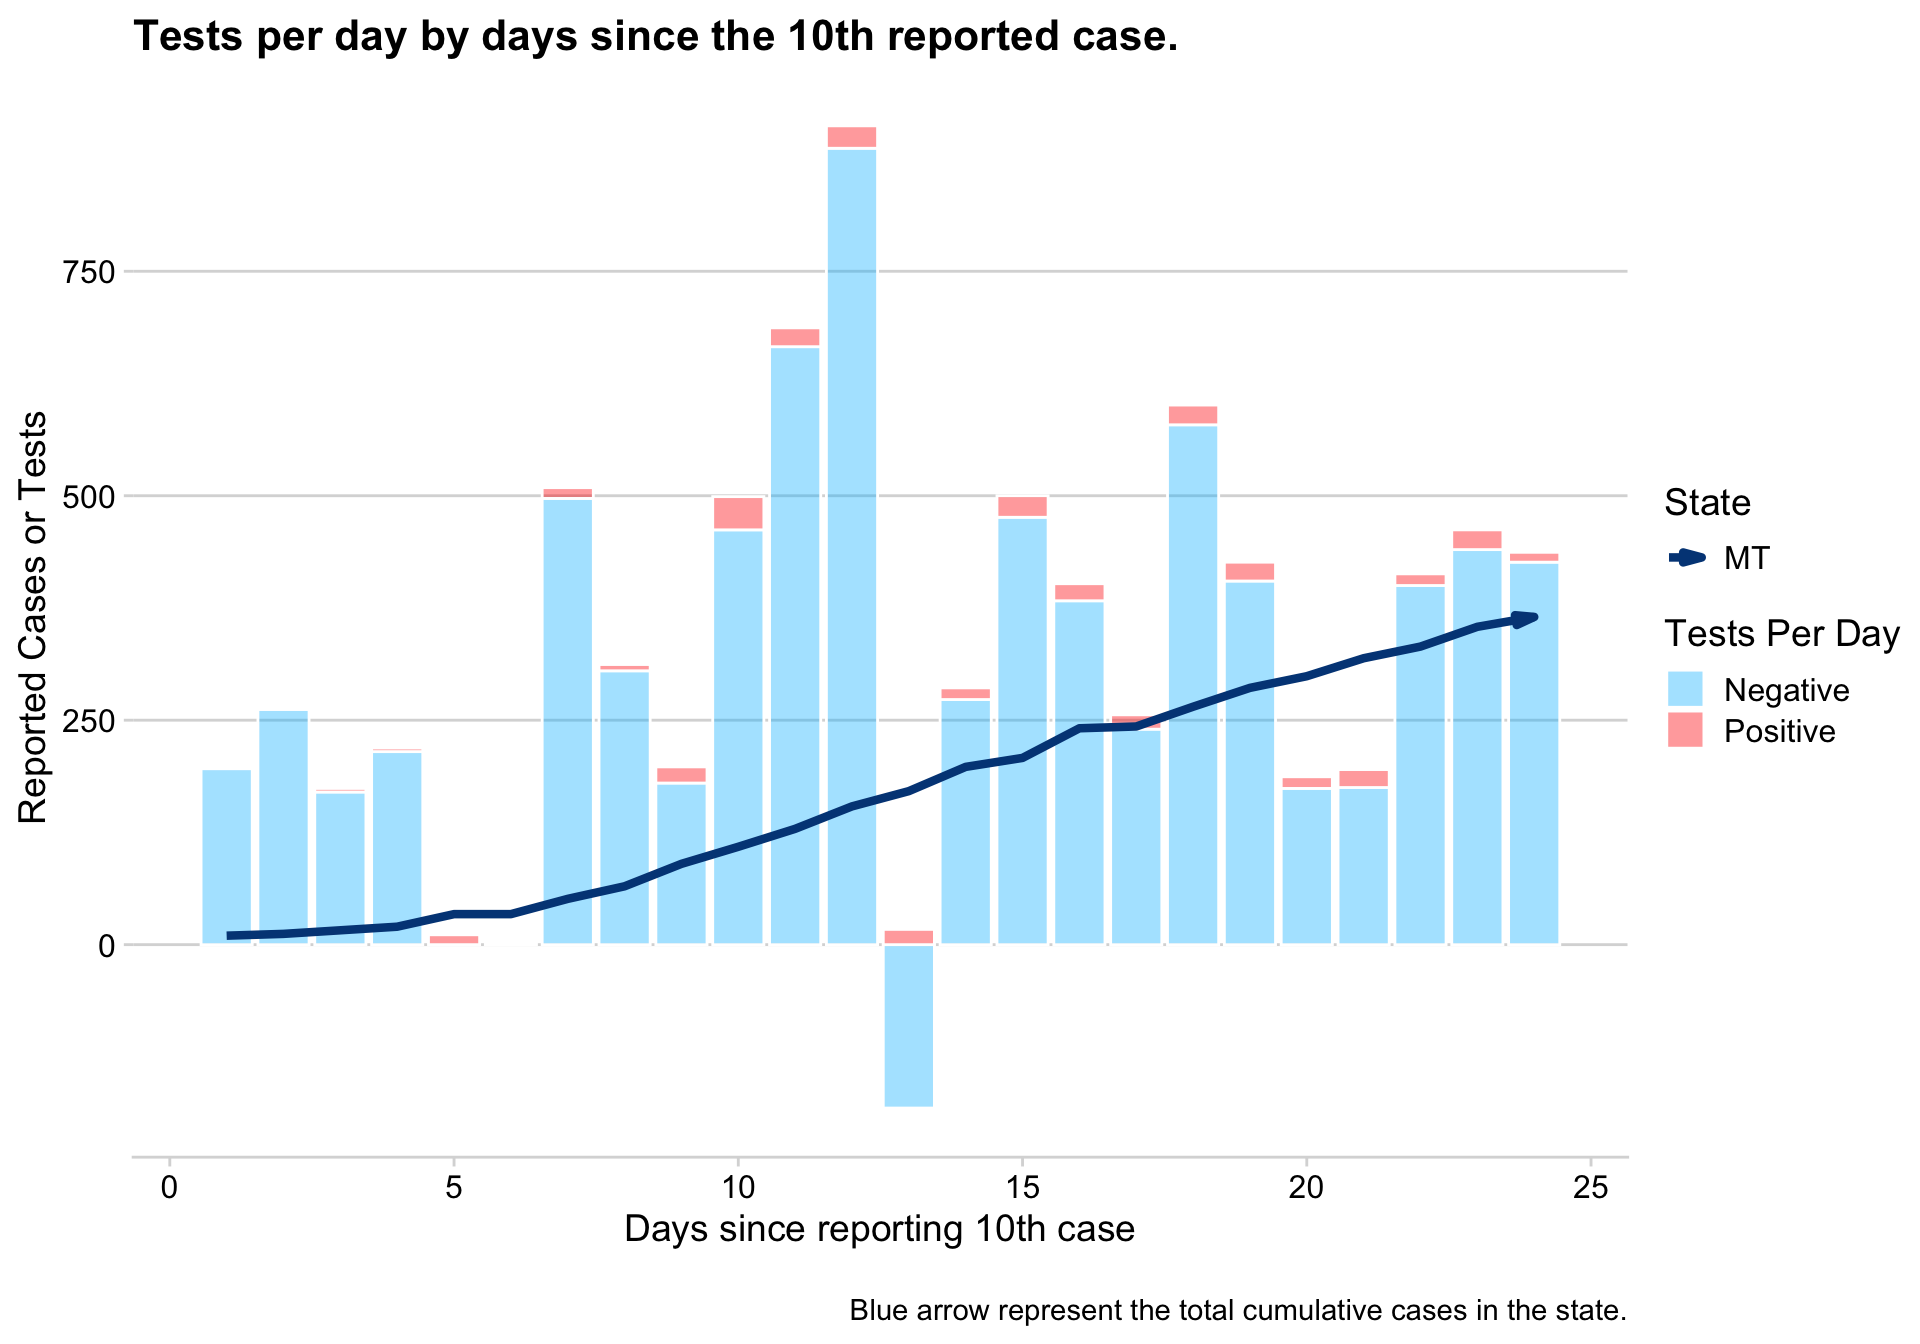 Tests per day by days since the 10th reported case.
Reported Cases or Tests
750
500
250
0
0 5 10 15 20 25
Days since reporting 10th case
State
MT
Tests Per Day
Negative
Positive
Blue arrow represent the total cumulative cases in the state.